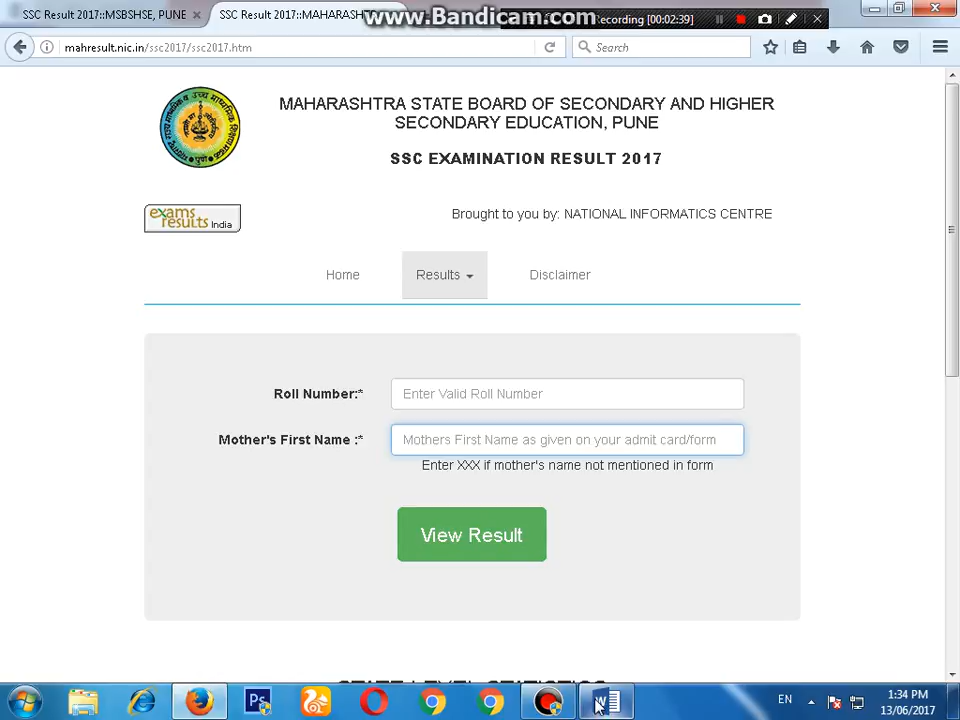 SSC Result 2017::MSBSHSE, PUNE
SSC Result 2017::MAHARASHT
www.Bandicam.com
Recording [00:02:39]
mahresult.nic.in/ssc2017/ssc2017.htm
Search
MAHARASHTRA STATE BOARD OF SECONDARY AND HIGHER
SECONDARY EDUCATION, PUNE
SSC EXAMINATION RESULT 2017
exams
results India
Brought to you by: NATIONAL INFORMATICS CENTRE
Home
Results
Disclaimer
Roll Number:*
Enter Valid Roll Number
Mother's First Name :*
Mothers First Name as given on your admit card/form
Enter XXX if mother's name not mentioned in form
View Result
STATE LEVEL STATISTICS
Ps
EN
1:34 PM
13/06/2017